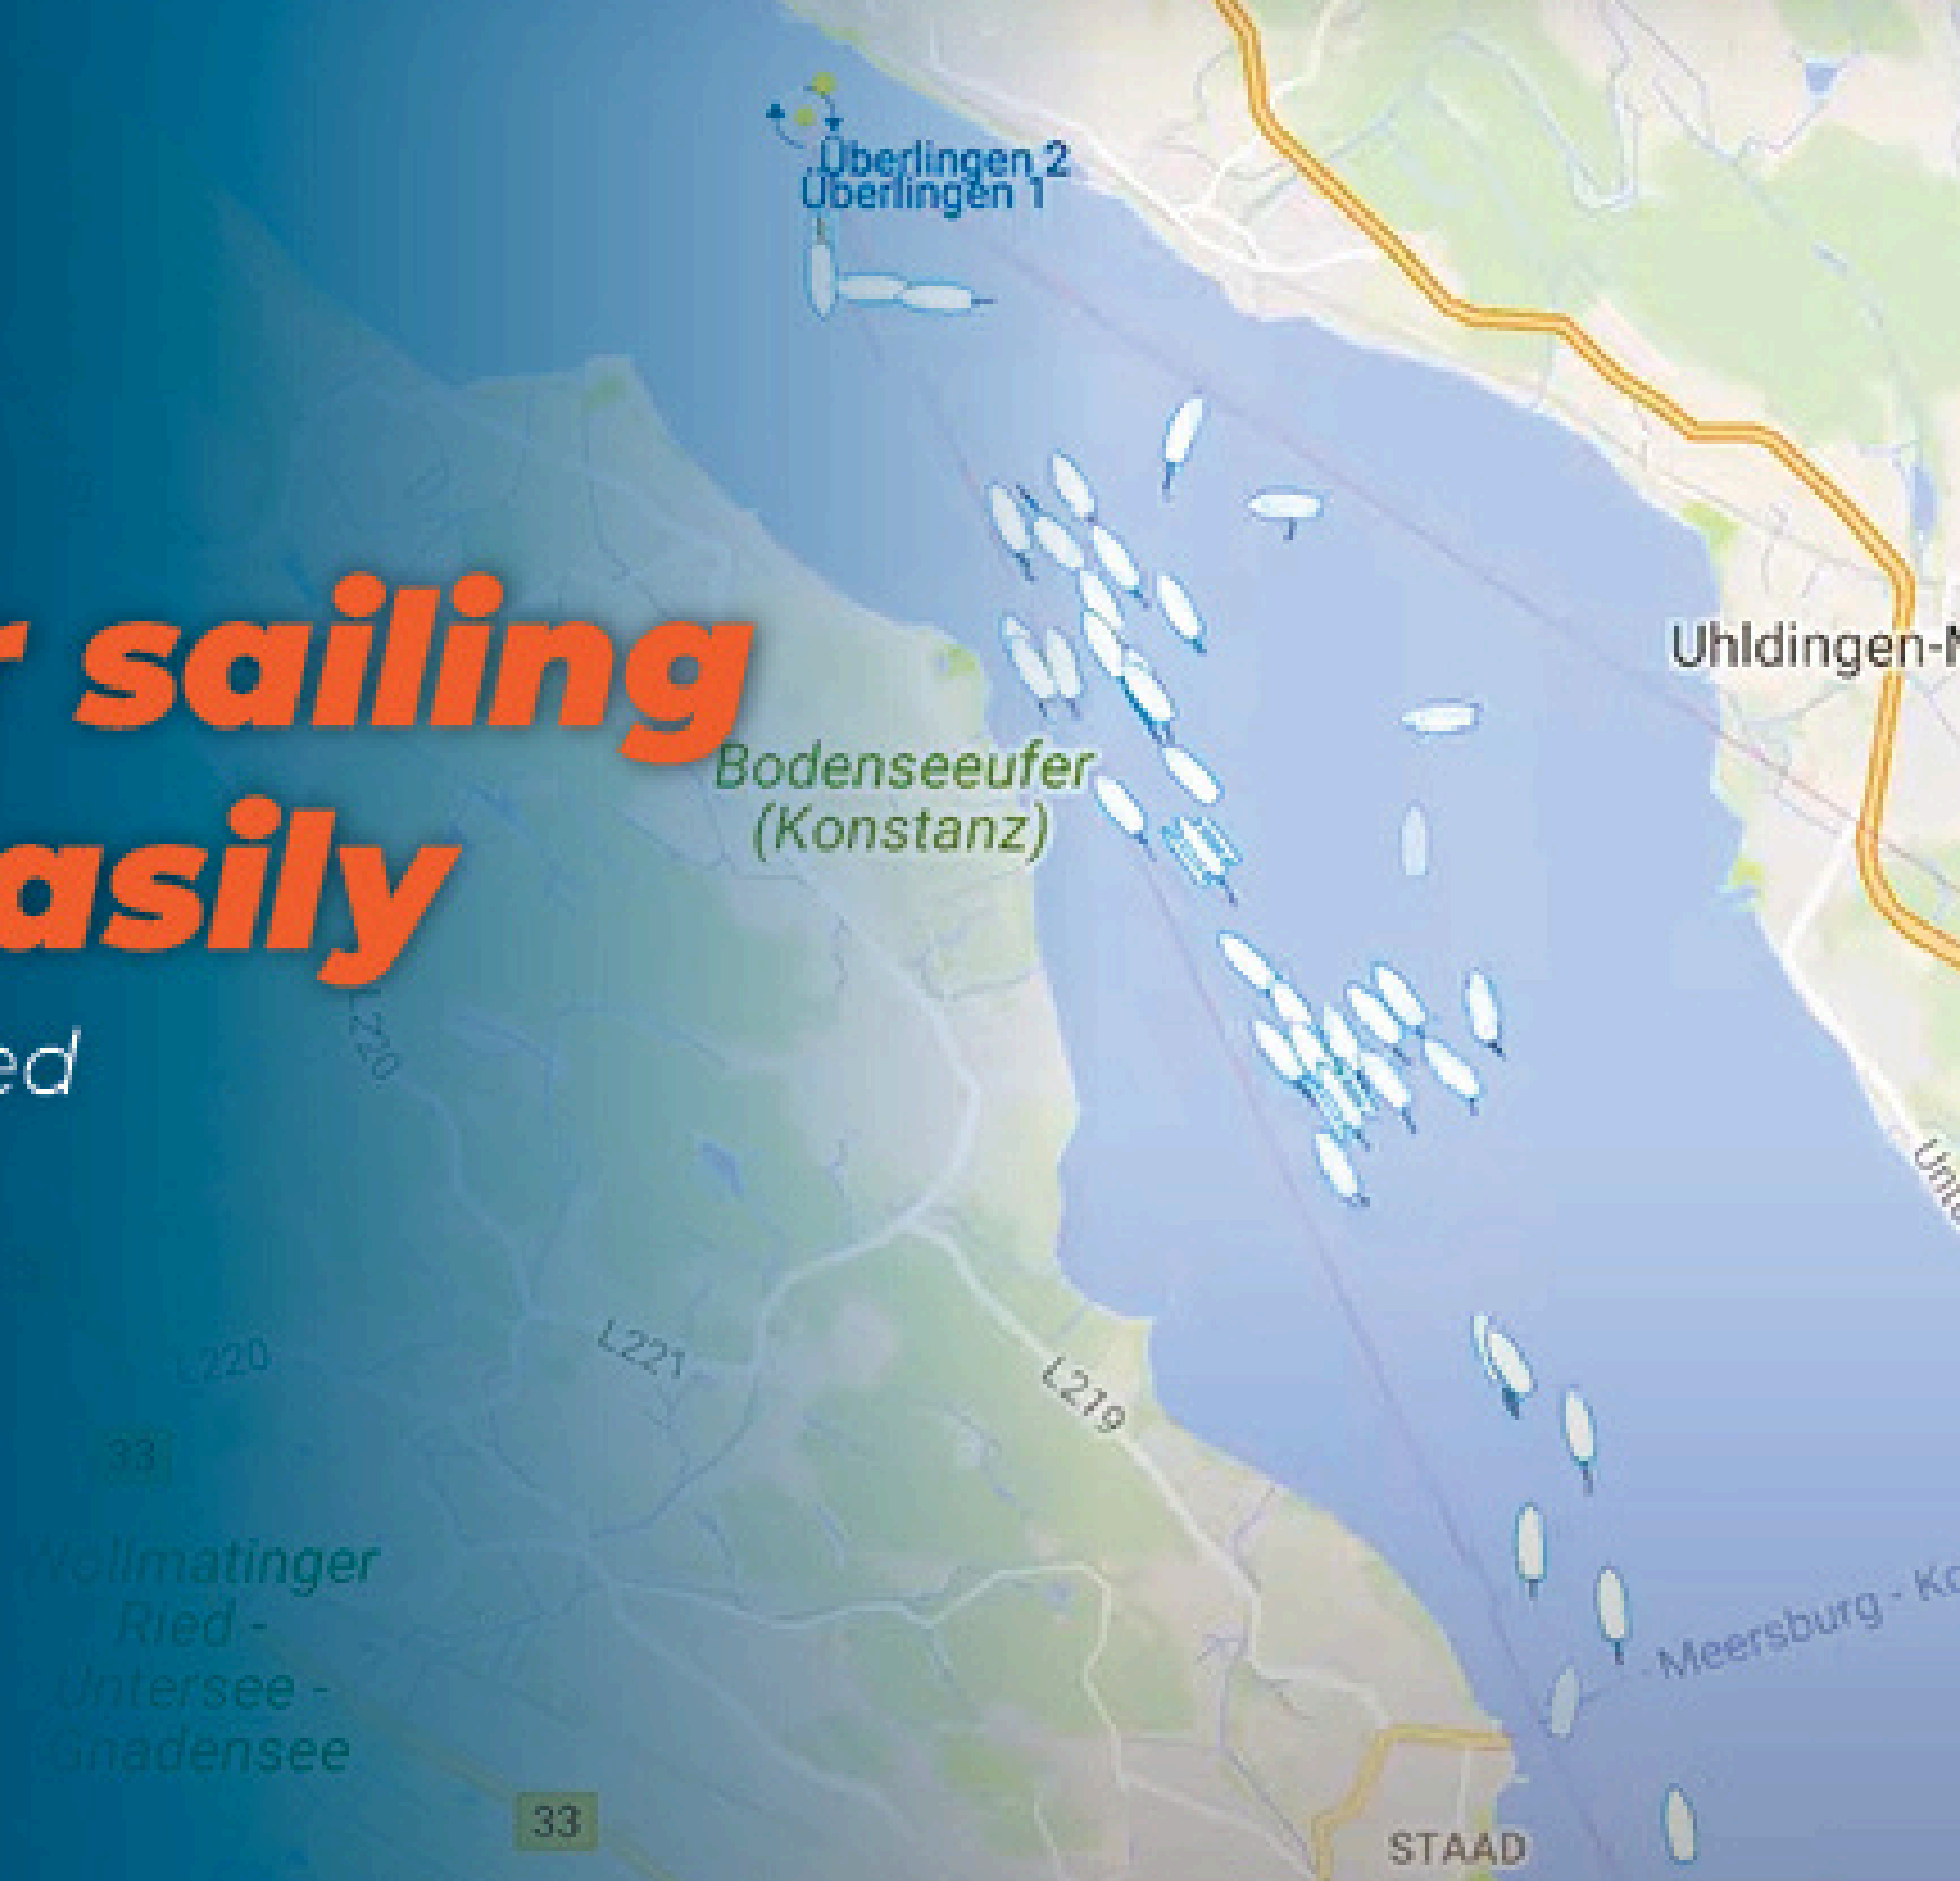 Überlingen 2
Überlingen 1
r sailing
Uhldingen-
Bodenseeufer
(Konstanz)
asily
L220
ed
L220
L221
L219
33
Wollmatinger
Ried -
Untersee -
Gnadensee
Meersburg - Ko
33
STAAD